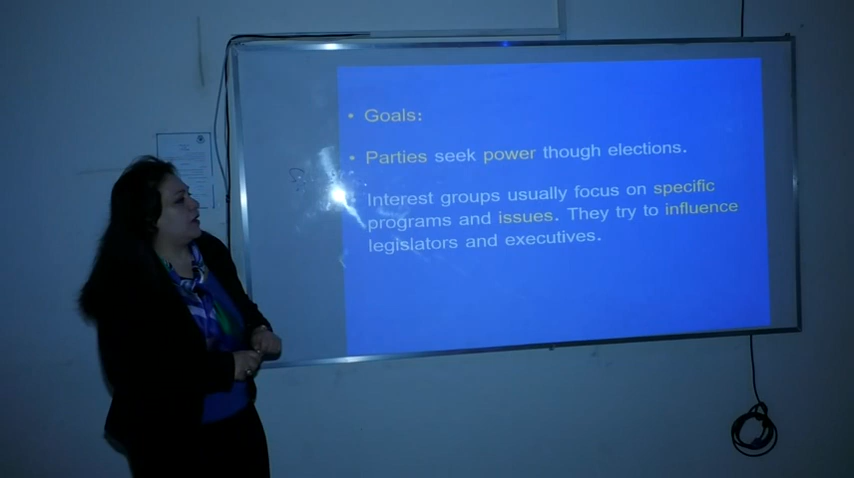 • Goals:
• Parties seek power though elections.
Interest groups usually focus on specific
programs and issues. They try to influence
legislators and executives.